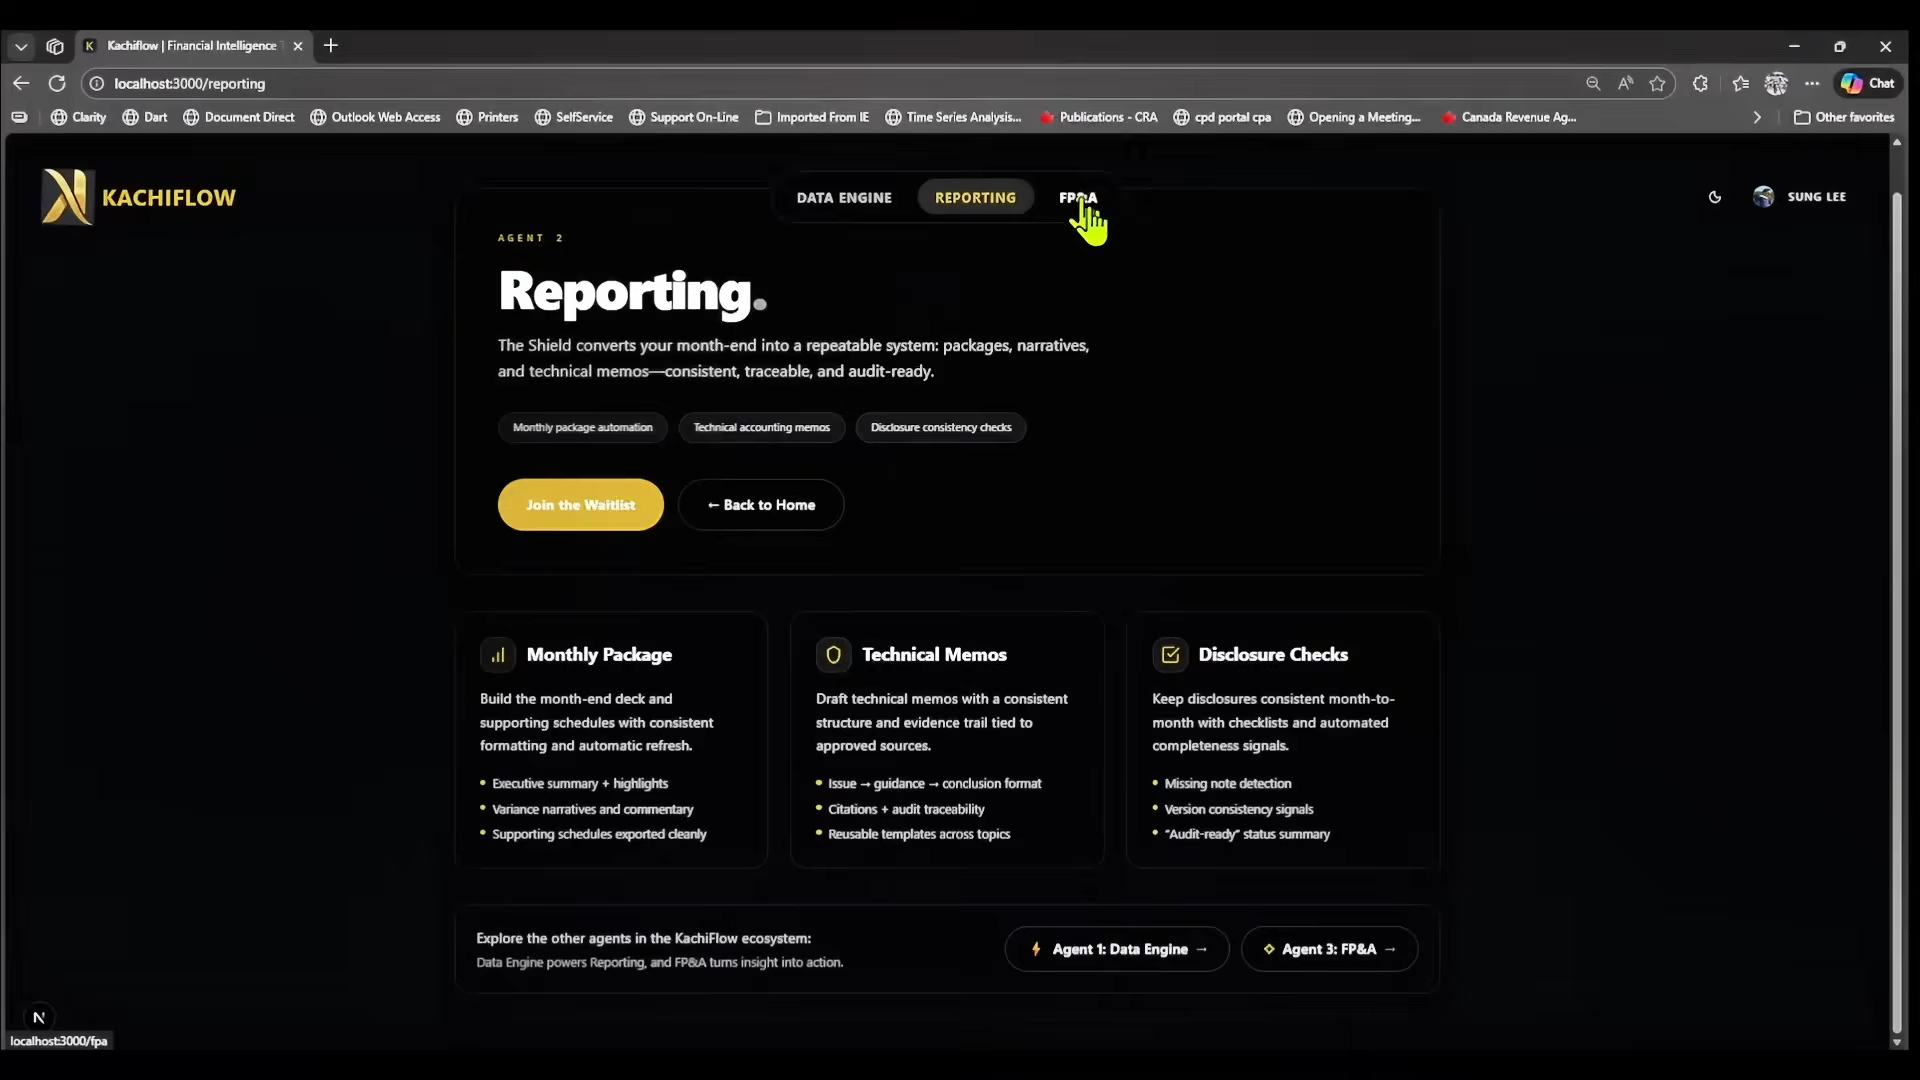 Kachiflow | Financial Intelligence
localhost:3000/reporting
Chat
Clarity
Dart
Document Direct
Outlook Web Access
Printers
SelfService
Support On-Line
Imported From IE
Time Series Analysis...
Publications - CRA
cpd portal cpa
Opening a Meeting...
Canada Revenue Ag...
Other favorites
KACHIFLOW
DATA ENGINE
REPORTING
FP&A
SUNG LEE
AGENT 2
Reporting.
The Shield converts your month-end into a repeatable system: packages, narratives,
and technical memos—consistent, traceable, and audit-ready.
Monthly package automation
Technical accounting memos
Disclosure consistency checks
Join the Waitlist
← Back to Home
Monthly Package
Build the month-end deck and
supporting schedules with consistent
formatting and automatic refresh.
• Executive summary + highlights
• Variance narratives and commentary
• Supporting schedules exported cleanly
Technical Memos
Draft technical memos with a consistent
structure and evidence trail tied to
approved sources.
• Issue → guidance → conclusion format
• Citations + audit traceability
• Reusable templates across topics
Disclosure Checks
Keep disclosures consistent month-to-
month with checklists and automated
completeness signals.
• Missing note detection
• Version consistency signals
• “Audit-ready” status summary
Explore the other agents in the KachiFlow ecosystem:
Data Engine powers Reporting, and FP&A turns insight into action.
Agent 1: Data Engine →
Agent 3: FP&A →
N
localhost:3000/fpa